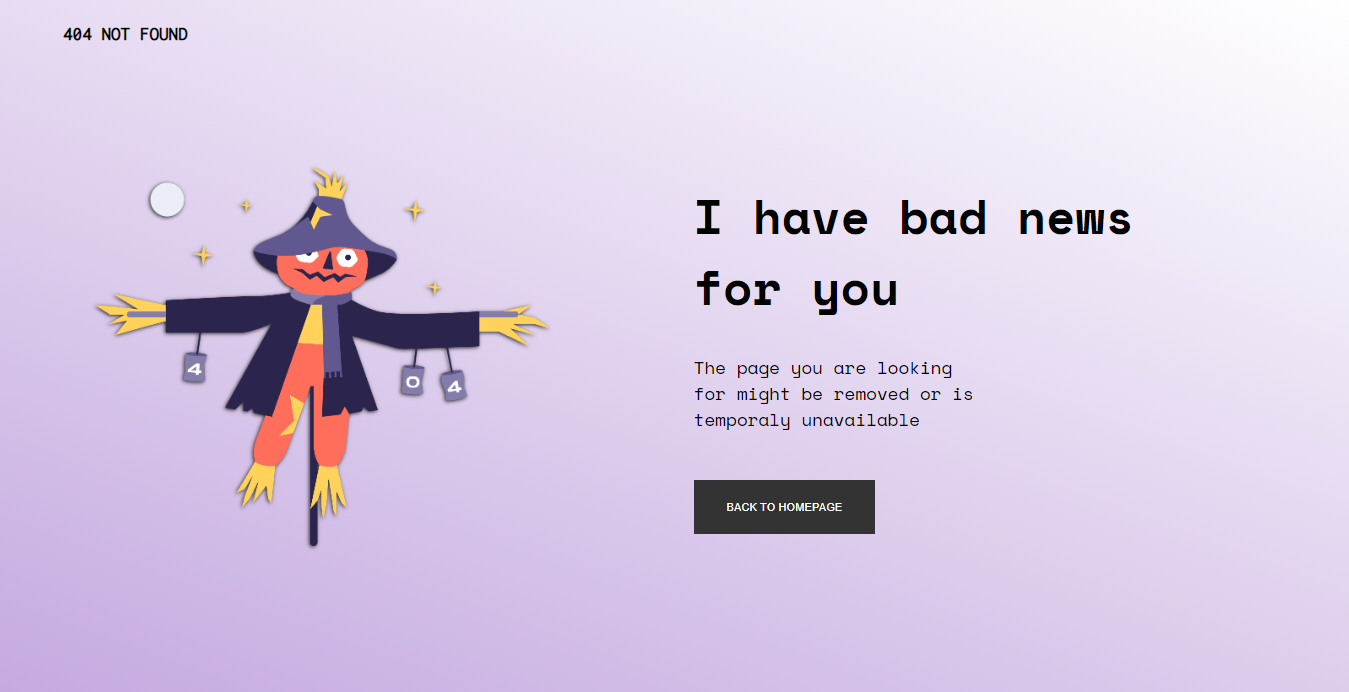 404 NOT FOUND
I have bad news
for you
4
0
4
The page you are looking
for might be removed or is
temporaly unavailable
BACK TO HOMEPAGE